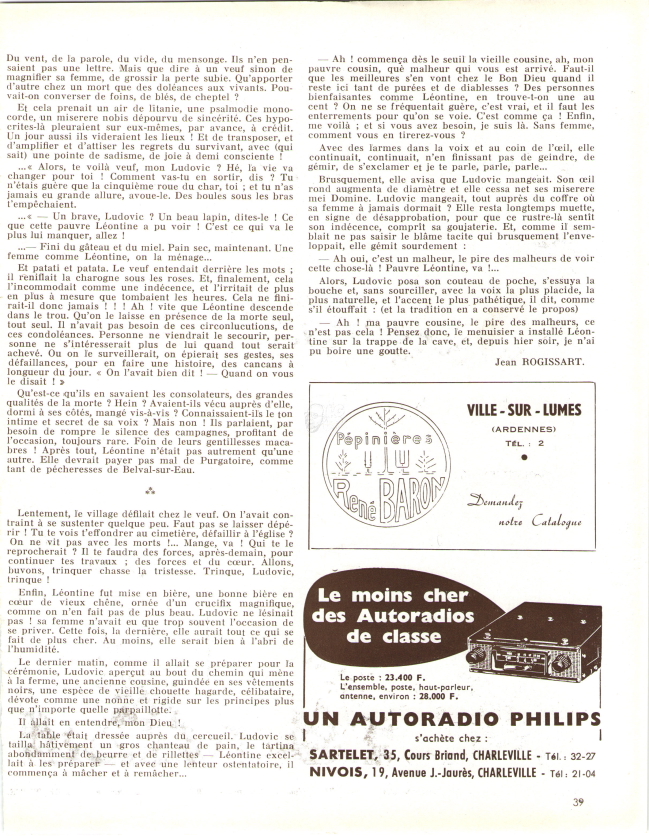 Du vent, de la parole, du vide, du mensonge. Ils n'en pen-
saient pas une lettre. Mais que dire à un veuf sinon de
magnifier sa femme, de grossir la perte subie. Qu'apporter
d'autre chez un mort que des doléances aux vivants. Pou-
vait-on converser de foins, de blés, de cheptel ?
Et cela prenait un air de litanie, une psalmodie mono-
corde, un miserere nobis dépourvu de sincérité. Ces hypo-
crites-là pleuraient sur eux-mêmes, par avance, à crédit.
Un jour aussi ils videraient les lieux ! Et de transposer, et
d'amplifier et d'attiser les regrets du survivant, avec (qui
sait) une pointe de sadisme, de joie à demi consciente !
...« Alors, te voilà veuf, mon Ludovic ? Hé, la vie va
changer pour toi ! Comment vas-tu en sortir, dis ? Tu
n'étais guère que la cinquième roue du char, toi ; et tu n'as
jamais eu grande allure, avoue-le. Des boules sous les bras
t'empêchaient.
...« — Un brave, Ludovic ? Un beau lapin, dites-le ! Ce
que cette pauvre Léontine a pu voir ! C'est ce qui va le
plus lui manquer, allez !
...— Fini du gâteau et du miel. Pain sec, maintenant. Une
femme comme Léontine, on la ménage...
Et patati et patata. Le veuf entendait derrière les mots ;
il reniflait la charogne sous les roses. Et, finalement, cela
l'incommodait comme une indécence, et l'irritait de plus
en plus à mesure que tombaient les heures. Cela ne fini-
rait-il donc jamais ! ! ! Ah ! vite que Léontine descende
dans le trou. Qu'on le laisse en présence de la morte seul,
tout seul. Il n'avait pas besoin de ces circonlucutions, de
ces condoléances. Personne ne viendrait le secourir, per-
sonne ne s'intéresserait plus de lui quand tout serait
achevé. Ou on le surveillerait, on épierait ses gestes, ses
défaillances, pour en faire une histoire, des cancans à
longueur du jour. « On l'avait bien dit ! — Quand on vous
le disait ! »
Qu'est-ce qu'ils en savaient les consolateurs, des grandes
qualités de la morte ? Hein ? Avaient-ils vécu auprès d'elle,
dormi à ses côtés, mangé vis-à-vis ? Connaissaient-ils le ton
intime et secret de sa voix ? Mais non ! Ils parlaient, par
besoin de rompre le silence des campagnes, profitant de
l'occasion, toujours rare. Foin de leurs gentillesses maca-
bres ! Après tout, Léontine n'était pas autrement qu'une
autre. Elle devrait payer pas mal de Purgatoire, comme
tant de pécheresses de Belval-sur-Eau.
⁂
Lentement, le village défilait chez le veuf. On l'avait con-
traint à se sustenter quelque peu. Faut pas se laisser dépé-
rir ! Tu te vois t'effondrer au cimetière, défaillir à l'église ?
On ne vit pas avec les morts !... Mange, va ! Qui te le
reprocherait ? Il te faudra des forces, après-demain, pour
continuer tes travaux ; des forces et du cœur. Allons,
buvons, trinquer chasse la tristesse. Trinque, Ludovic,
trinque !
Enfin, Léontine fut mise en bière, une bonne bière en
cœur de vieux chêne, ornée d'un crucifix magnifique,
comme on n'en fait pas de plus beau. Ludovic ne lésinait
pas ! sa femme n'avait eu que trop souvent l'occasion de
se priver. Cette fois, la dernière, elle aurait tout ce qui se
fait de plus cher. Au moins, elle serait bien à l'abri de
l'humidité.
Le dernier matin, comme il allait se préparer pour la
cérémonie, Ludovic aperçut au bout du chemin qui mène
à la ferme, une ancienne cousine, guindée en ses vêtements
noirs, une espèce de vieille chouette hagarde, célibataire,
dévote comme une nonne et rigide sur les principes plus
que n'importe quelle parpaillote.
Il allait en entendre, mon Dieu !
La table était dressée auprès du cercueil. Ludovic se
tailla hâtivement un gros chanteau de pain, le tartina
abondamment de beurre et de rillettes — Léontine excel-
lait à les préparer — et avec une lenteur ostentatoire, il
commença à mâcher et à remâcher...
— Ah ! commença dès le seuil la vieille cousine, ah, mon
pauvre cousin, qué malheur qui vous est arrivé. Faut-il
que les meilleures s'en vont chez le Bon Dieu quand il
reste ici tant de purées et de diablesses ? Des personnes
bienfaisantes comme Léontine, en trouve-t-on une au
cent ? On ne se fréquentait guère, c'est vrai, et il faut les
enterrements pour qu'on se voie. C'est comme ça ! Enfin,
me voilà ; et si vous avez besoin, je suis là. Sans femme,
comment vous en tirerez-vous ?
Avec des larmes dans la voix et au coin de l'œil, elle
continuait, continuait, n'en finissant pas de geindre, de
gémir, de s'exclamer et je te parle, parle, parle...
Brusquement, elle avisa que Ludovic mangeait. Son œil
rond augmenta de diamètre et elle cessa net ses miserere
mei Domine. Ludovic mangeait, tout auprès du coffre où
sa femme à jamais dormait ? Elle resta longtemps muette,
en signe de désapprobation, pour que ce rustre-là sentît
son indécence, comprit sa goujaterie. Et, comme il sem-
blait ne pas saisir le blâme tacite qui brusquement l'enve-
loppait, elle gémit sourdement :
— Ah oui, c'est un malheur, le pire des malheurs de voir
cette chose-là ! Pauvre Léontine, va !...
Alors, Ludovic posa son couteau de poche, s'essuya la
bouche et, sans sourciller, avec la voix la plus placide, la
plus naturelle, et l'accent le plus pathétique, il dit, comme
s'il étouffait : (et la tradition en a conservé le propos)
— Ah ! ma pauvre cousine, le pire des malheurs, ce
n'est pas cela ! Pensez donc, le menuisier a installé Léon-
tine sur la trappe de la cave, et, depuis hier soir, je n'ai
pu boire une goutte.
Jean ROGISSART.
Pépinières
René BARON
VILLE - SUR - LUMES
(ARDENNES)
TÉL. : 2
Demandez
notre Catalogue
Le moins cher
des Autoradios
de classe
Le poste : 23.400 F.
L'ensemble, poste, haut-parleur,
antenne, environ : 28.000 F.
UN AUTORADIO PHILIPS
s'achète chez :
SARTELET, 35, Cours Briand, CHARLEVILLE - Tél. : 32-27
NIVOIS, 19, Avenue J.-Jaurès, CHARLEVILLE - Tél : 21-04
39